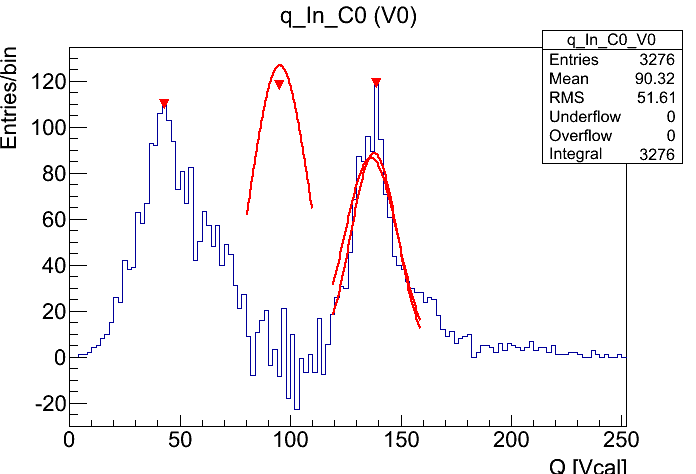 q_In_C0 (V0)
q_In_C0_V0
Entries 3276
Mean 90.32
RMS 51.61
Underflow 0
Overflow 0
Integral 3276
Entries/bin
120
100
80
60
40
20
0
-20
0 50 100 150 200 250
Q [Vcal]